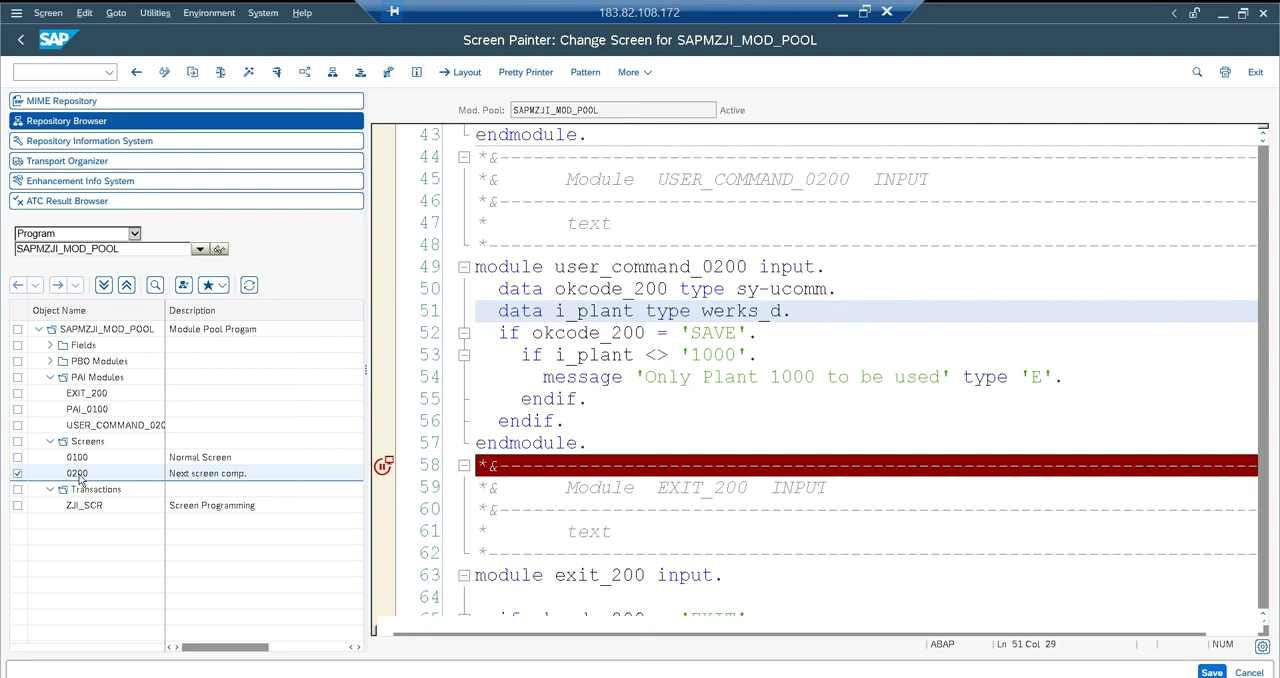 Screen Edit Goto Utilities Environment System Help
183.82.108.172
SAP
Screen Painter: Change Screen for SAPMZJI_MOD_POOL
Layout Pretty Printer Pattern More Exit
MIME Repository
Repository Browser
Repository Information System
Transport Organizer
Enhancement Info System
ATC Result Browser
Program
SAPMZJI_MOD_POOL
Object Name Description
SAPMZJI_MOD_POOL Module Pool Progam
Fields
PBO Modules
PAI Modules
EXIT_200
PAI_0100
USER_COMMAND_020
Screens
0100 Normal Screen
0200 Next screen comp.
Transactions
ZJI_SCR Screen Programming
Mod. Pool: SAPMZJI_MOD_POOL Active
43 endmodule.
44 *&---------------------------------------------------------------------
45 *& Module USER_COMMAND_0200 INPUT
46 *&---------------------------------------------------------------------
47 * text
48 *----------------------------------------------------------------------
49 module user_command_0200 input.
50 data okcode_200 type sy-ucomm.
51 data i_plant type werks_d.
52 if okcode_200 = 'SAVE'.
53 if i_plant <> '1000'.
54 message 'Only Plant 1000 to be used' type 'E'.
55 endif.
56 endif.
57 endmodule.
58 *&---------------------------------------------------------------------
59 *& Module EXIT_200 INPUT
60 *&---------------------------------------------------------------------
61 * text
62 *----------------------------------------------------------------------
63 module exit_200 input.
64
ABAP Ln 51 Col 29 NUM
Save Cancel